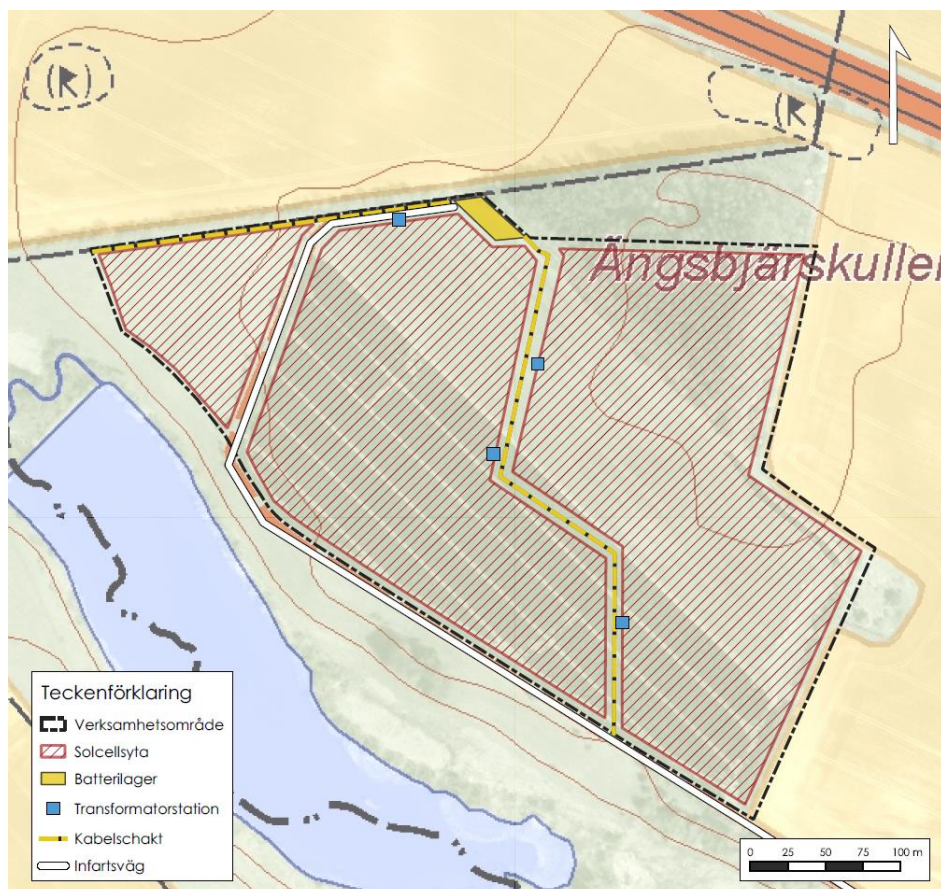 (R)
(R)
Ängsbjärskullen
Teckenförklaring
Verksamhetsområde
Solcellsyta
Batterilager
Transformatorstation
Kabelschakt
Infartsväg
0 25 50 75 100 m